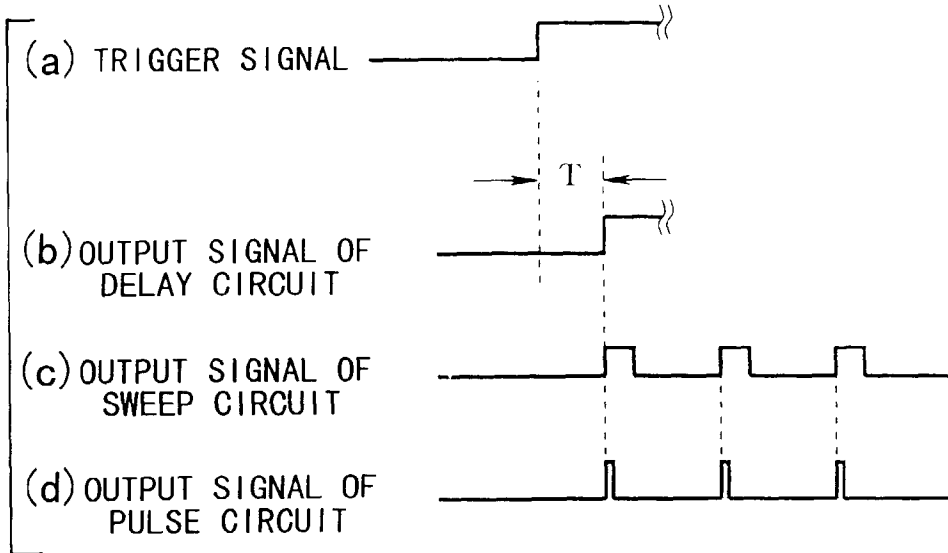 (a) TRIGGER SIGNAL
T
(b) OUTPUT SIGNAL OF
DELAY CIRCUIT
(c) OUTPUT SIGNAL OF
SWEEP CIRCUIT
(d) OUTPUT SIGNAL OF
PULSE CIRCUIT